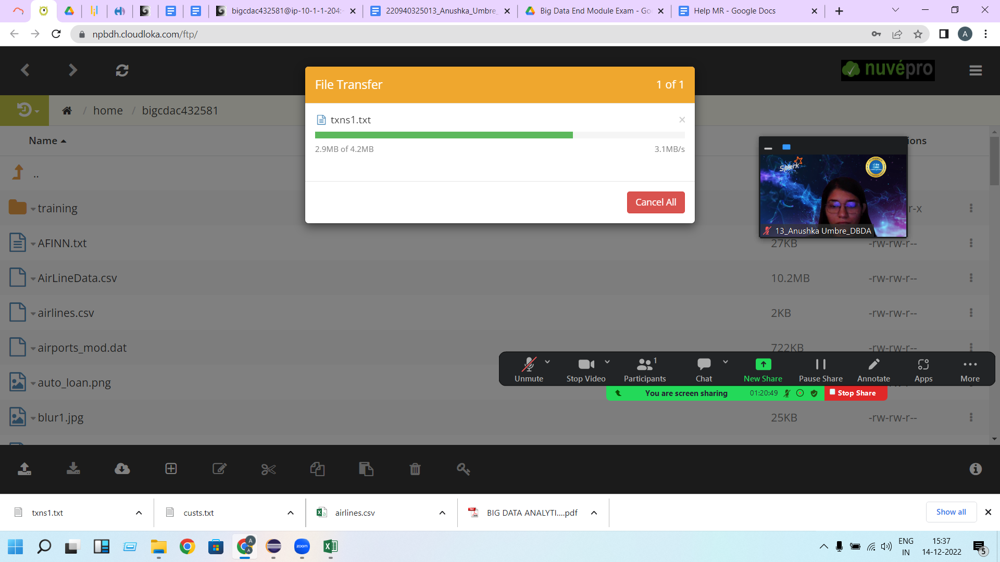 bigcdac432581@ip-10-1-1-204:
220940325013_Anushka_Umbre_
Big Data End Module Exam - Go
Help MR - Google Docs
npbdh.cloudloka.com/ftp/
A
nuvépro
File Transfer
1 of 1
/ home / bigcdac432581
txns1.txt
2.9MB of 4.2MB
3.1MB/s
Cancel All
Name
ions
..
Spark
13_Anushka Umbre_DBDA
training
r-x
AFINN.txt
27KB
-rw-rw-r--
AirLineData.csv
10.2MB
-rw-rw-r--
airlines.csv
2KB
-rw-rw-r--
airports_mod.dat
722KB
-rw-rw-r--
auto_loan.png
Unmute
Stop Video
1
Participants
Chat
New Share
Pause Share
Annotate
Apps
More
You are screen sharing
01:20:49
Stop Share
blur1.jpg
25KB
-rw-rw-r--
txns1.txt
custs.txt
airlines.csv
BIG DATA ANALYTI....pdf
Show all
zoom
ENG
IN
15:37
14-12-2022
5